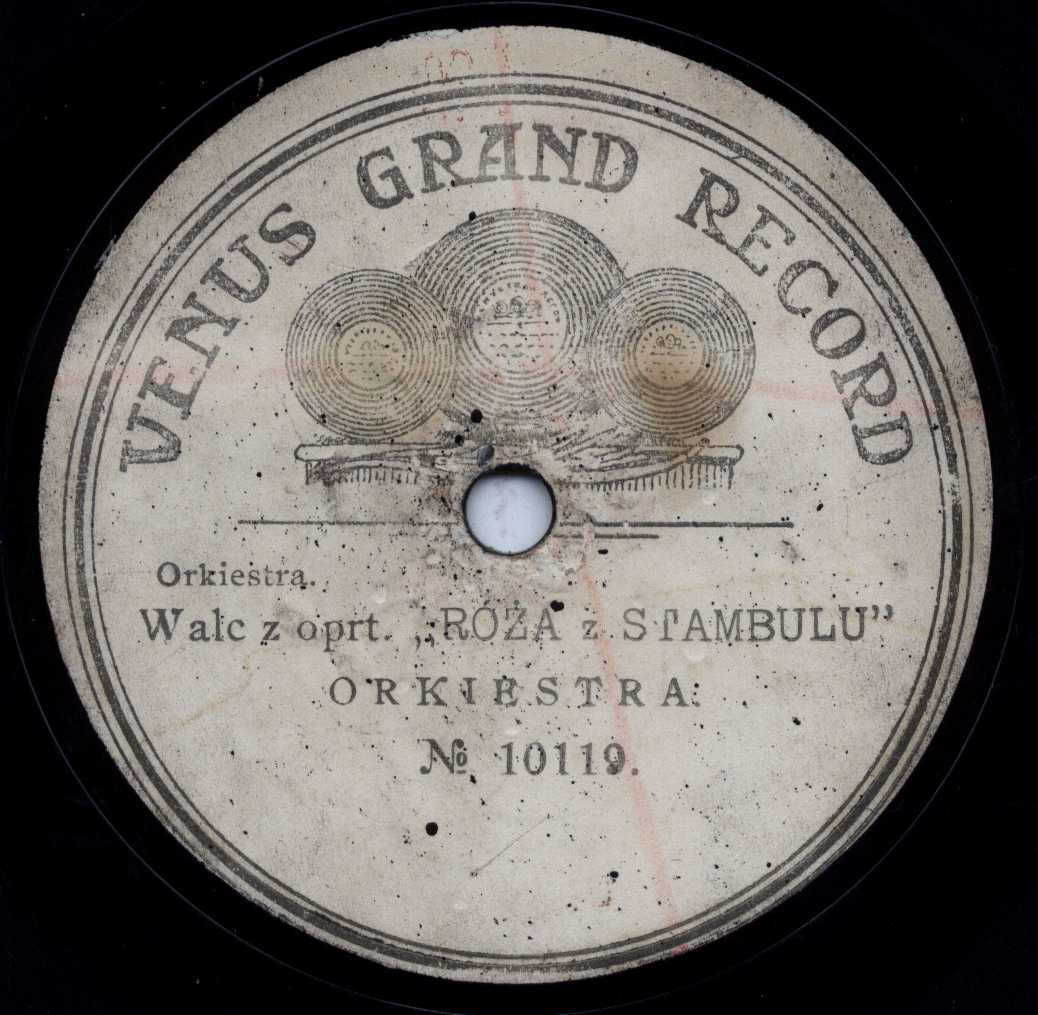 VENUS GRAND RECORD
Orkiestra.
Walc z oprt. „RÓŻA z STAMBULU”
ORKIESTRA.
№ 10119.